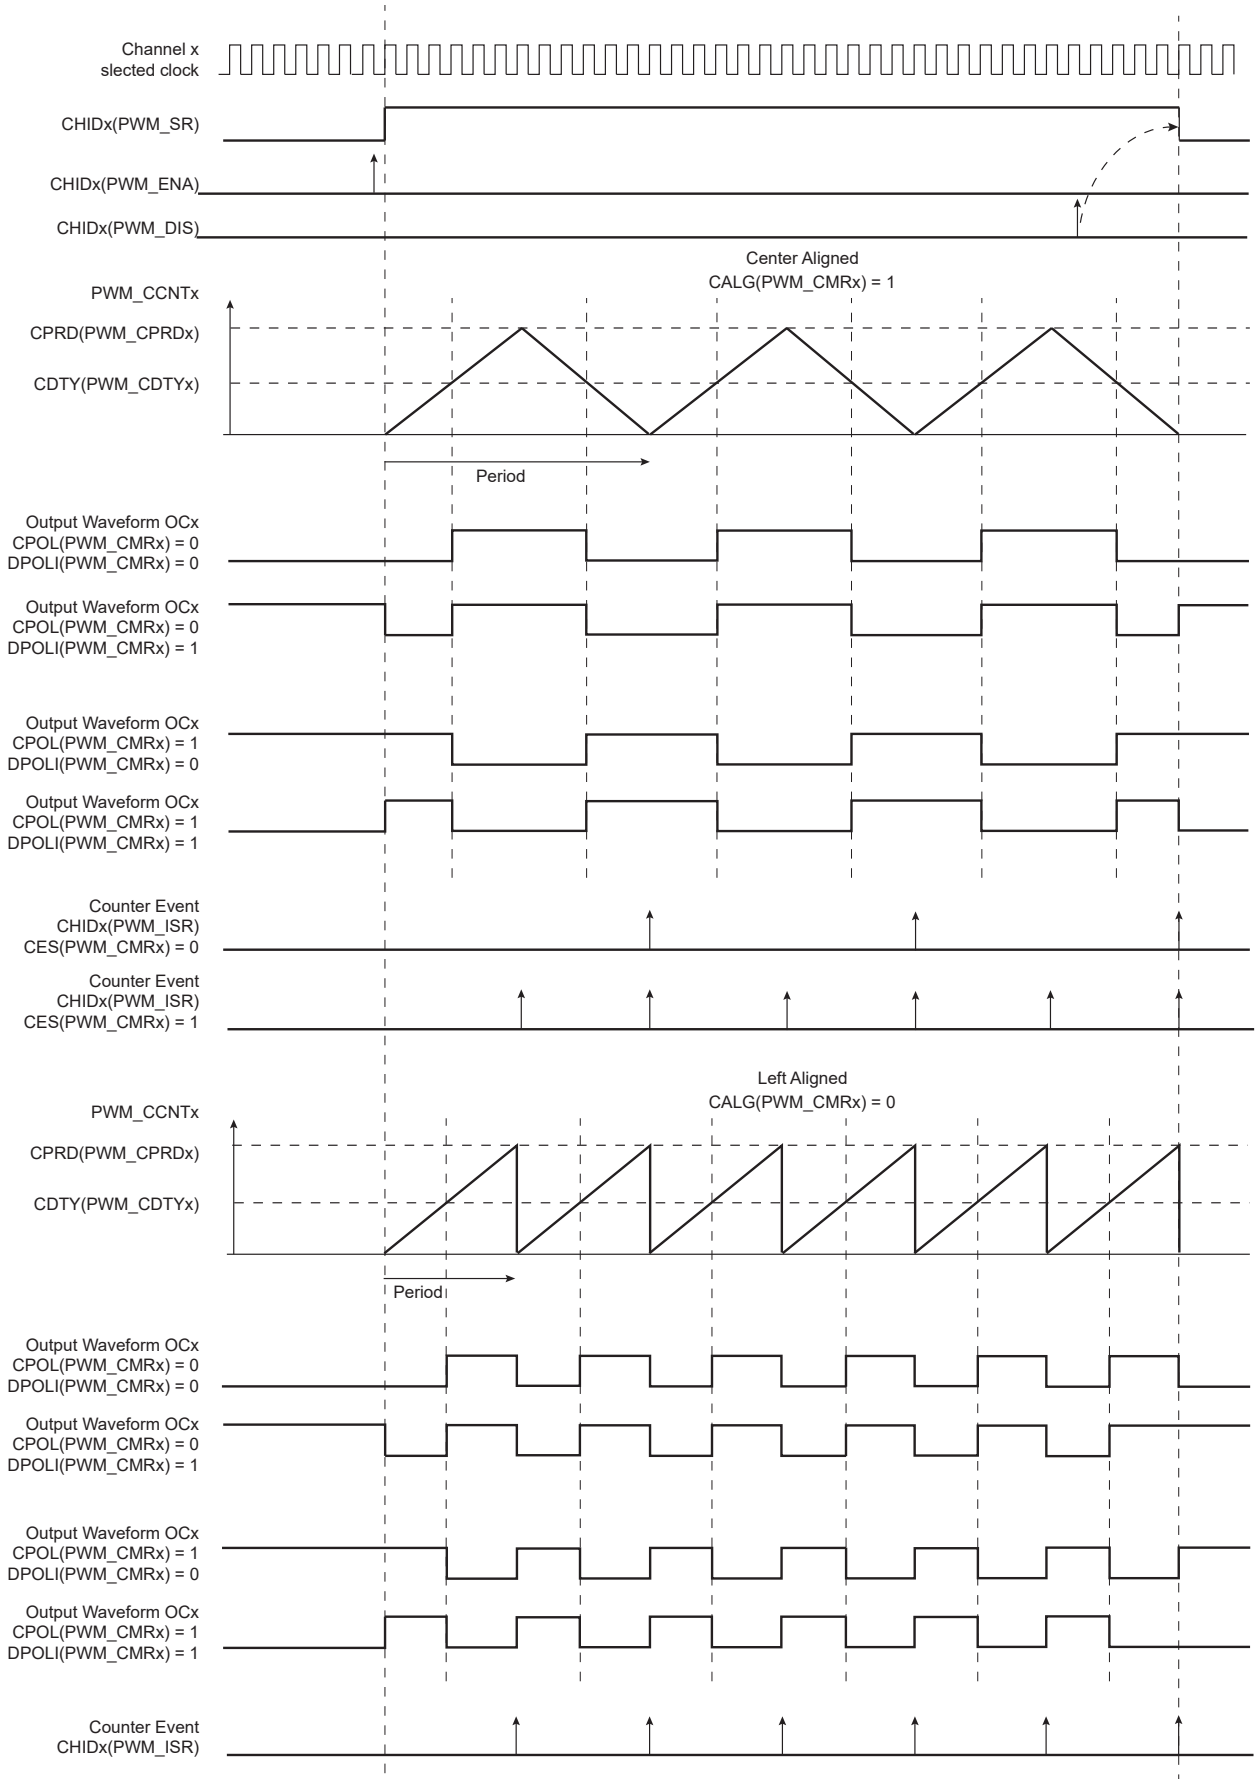 Channel x
slected clock
CHIDx(PWM_SR)
CHIDx(PWM_ENA)
CHIDx(PWM_DIS)
Center Aligned
CALG(PWM_CMRx) = 1
PWM_CCNTx
CPRD(PWM_CPRDx)
CDTY(PWM_CDTYx)
Period
Output Waveform OCx
CPOL(PWM_CMRx) = 0
DPOLI(PWM_CMRx) = 0
Output Waveform OCx
CPOL(PWM_CMRx) = 0
DPOLI(PWM_CMRx) = 1
Output Waveform OCx
CPOL(PWM_CMRx) = 1
DPOLI(PWM_CMRx) = 0
Output Waveform OCx
CPOL(PWM_CMRx) = 1
DPOLI(PWM_CMRx) = 1
Counter Event
CHIDx(PWM_ISR)
CES(PWM_CMRx) = 0
Counter Event
CHIDx(PWM_ISR)
CES(PWM_CMRx) = 1
Left Aligned
CALG(PWM_CMRx) = 0
PWM_CCNTx
CPRD(PWM_CPRDx)
CDTY(PWM_CDTYx)
Period
Output Waveform OCx
CPOL(PWM_CMRx) = 0
DPOLI(PWM_CMRx) = 0
Output Waveform OCx
CPOL(PWM_CMRx) = 0
DPOLI(PWM_CMRx) = 1
Output Waveform OCx
CPOL(PWM_CMRx) = 1
DPOLI(PWM_CMRx) = 0
Output Waveform OCx
CPOL(PWM_CMRx) = 1
DPOLI(PWM_CMRx) = 1
Counter Event
CHIDx(PWM_ISR)